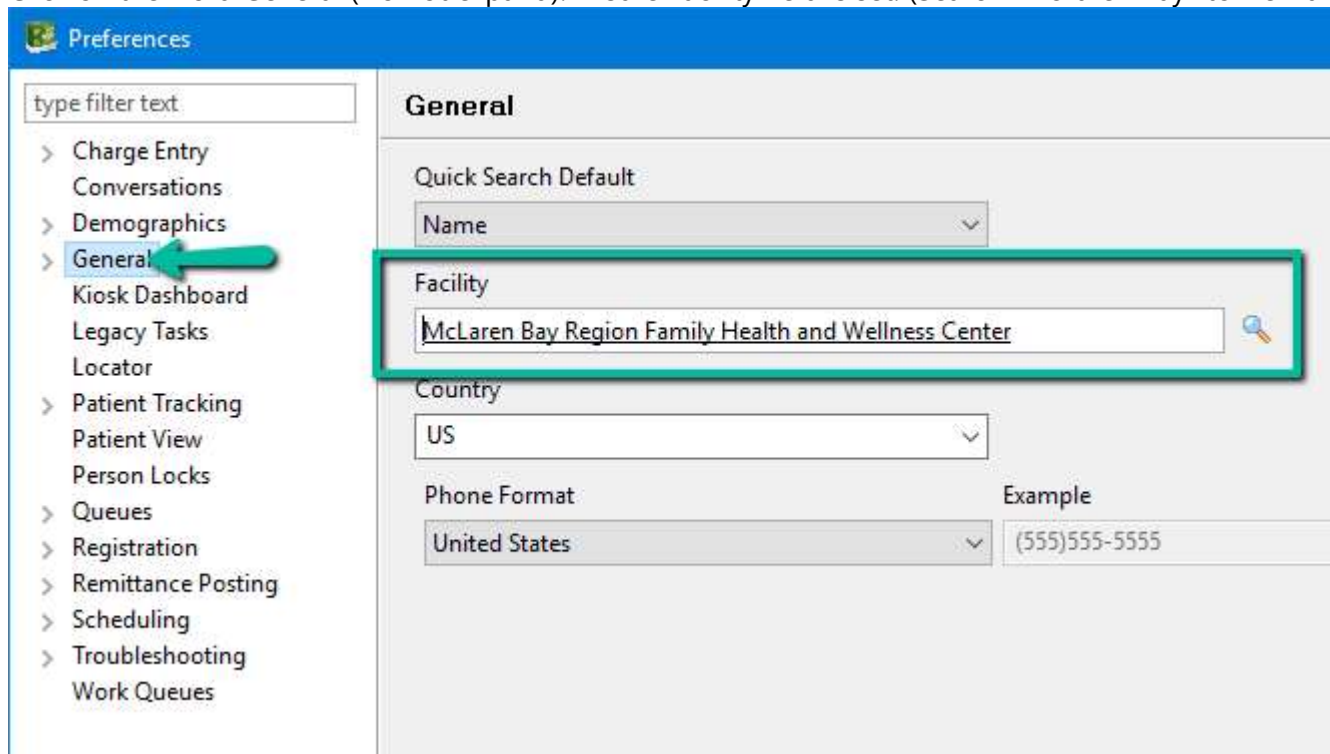 Preferences
type filter text
General
Charge Entry
Conversations
Quick Search Default
Demographics
Name
General
Facility
Kiosk Dashboard
McLaren Bay Region Family Health and Wellness Center
Legacy Tasks
Locator
Country
Patient Tracking
US
Patient View
Person Locks
Phone Format
Example
Queues
United States
(555)555-5555
Registration
Remittance Posting
Scheduling
Troubleshooting
Work Queues